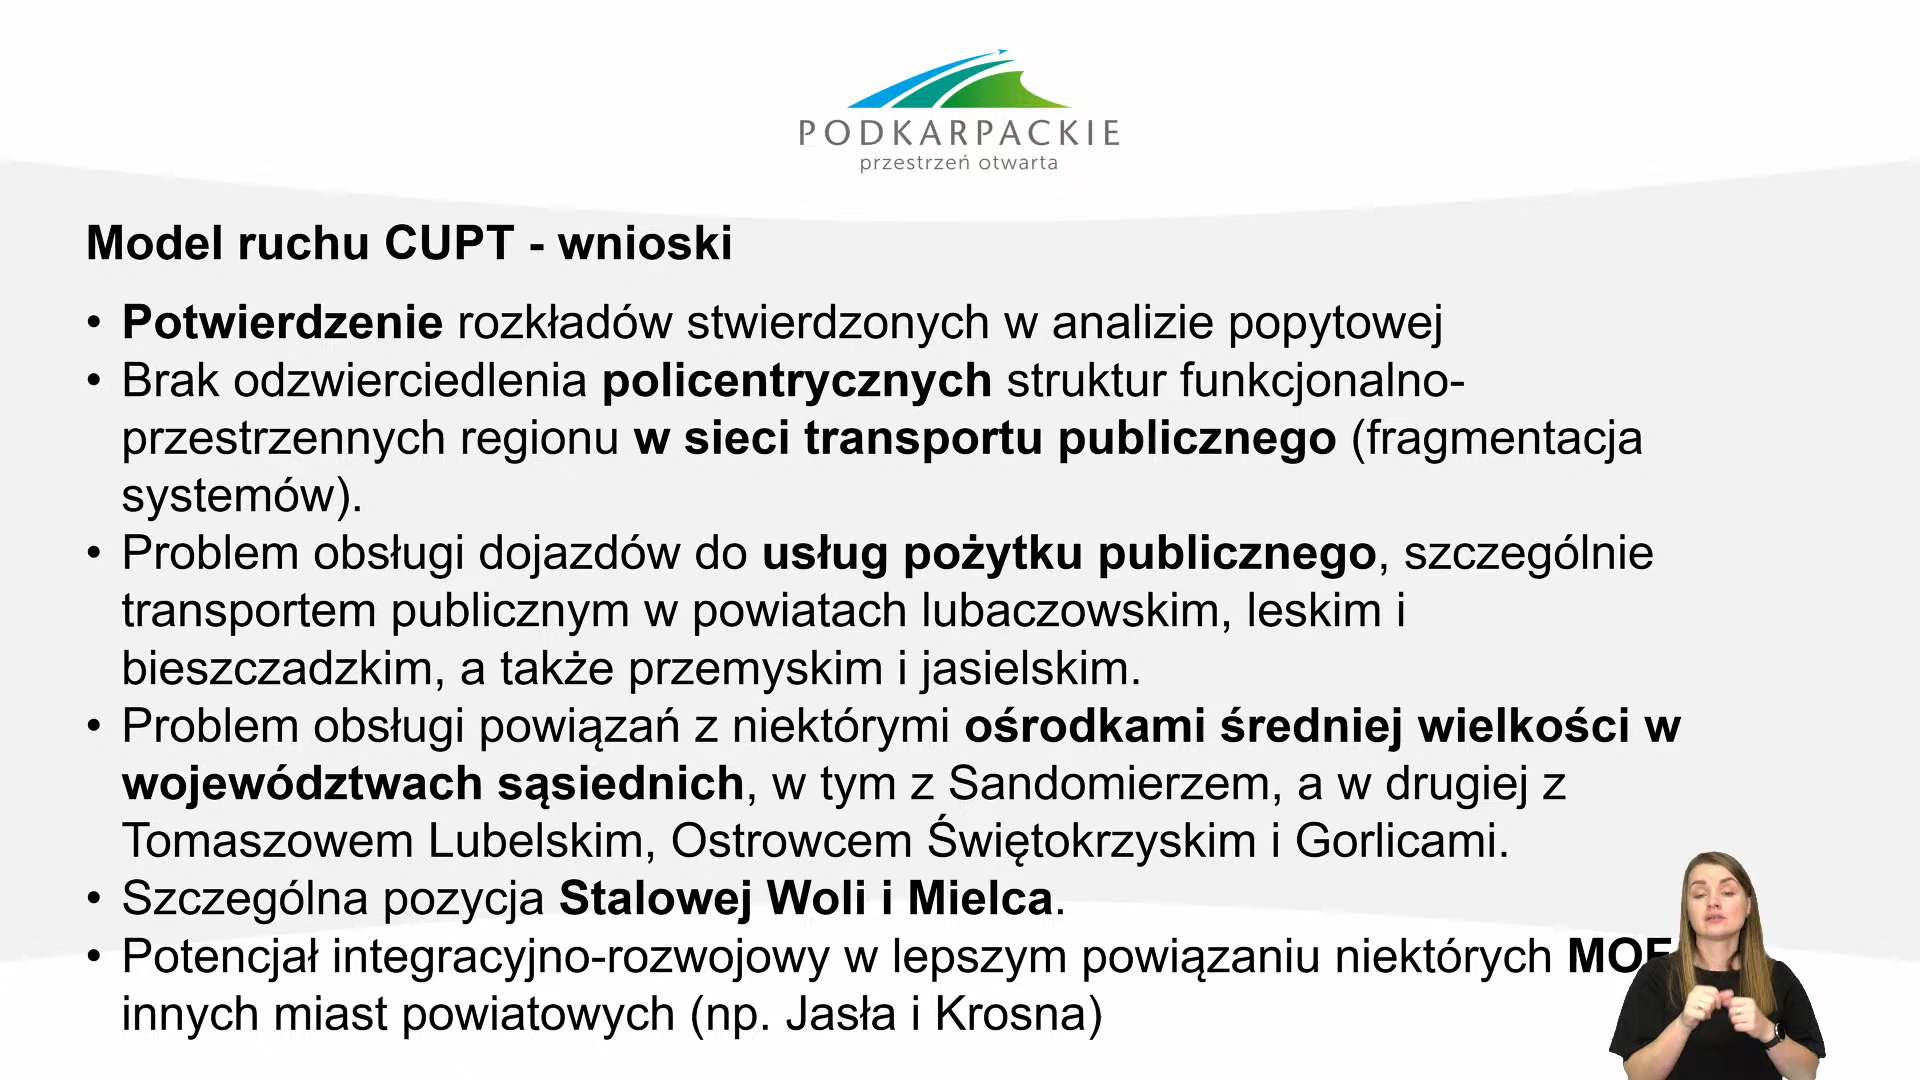 PODKARPACKIE
przestrzeń otwarta
Model ruchu CUPT - wnioski
• Potwierdzenie rozkładów stwierdzonych w analizie popytowej
• Brak odzwierciedlenia policentrycznych struktur funkcjonalno-
przestrzennych regionu w sieci transportu publicznego (fragmentacja
systemów).
• Problem obsługi dojazdów do usług pożytku publicznego, szczególnie
transportem publicznym w powiatach lubaczowskim, leskim i
bieszczadzkim, a także przemyskim i jasielskim.
• Problem obsługi powiązań z niektórymi ośrodkami średniej wielkości w
województwach sąsiednich, w tym z Sandomierzem, a w drugiej z
Tomaszowem Lubelskim, Ostrowcem Świętokrzyskim i Gorlicami.
• Szczególna pozycja Stalowej Woli i Mielca.
• Potencjał integracyjno-rozwojowy w lepszym powiązaniu niektórych
innych miast powiatowych (np. Jasła i Krosna)